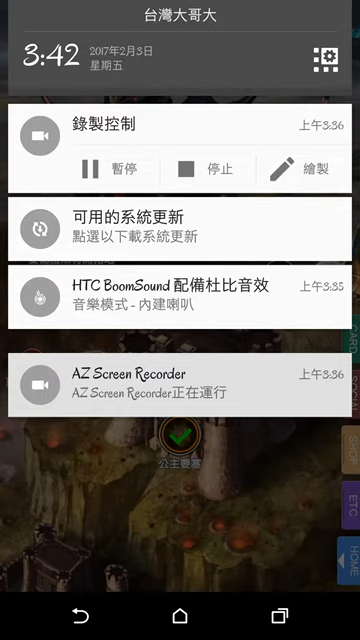 台灣大哥大
3:42
2017年2月3日
星期五
錄製控制
上午3:36
暫停
停止
繪製
可用的系統更新
點選以下載系統更新
HTC BoomSound 配備杜比音效
上午3:35
音樂模式 - 內建喇叭
AZ Screen Recorder
上午3:36
AZ Screen Recorder正在運行
CARD
公主要塞
ETC
HOME